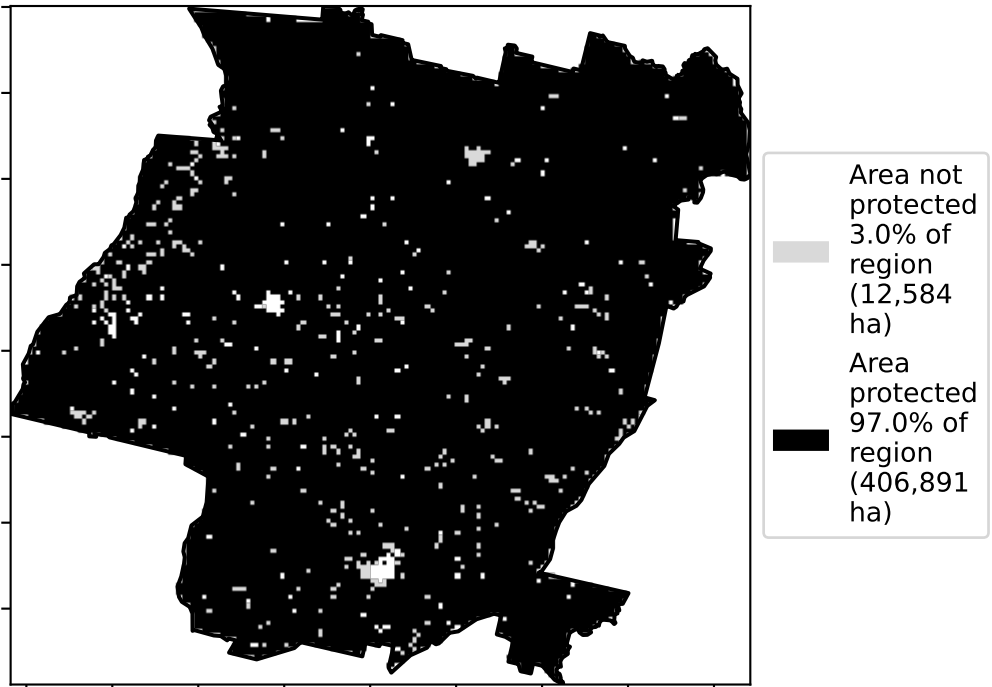 Area not
protected
3.0% of
region
(12,584
ha)
Area
protected
97.0% of
region
(406,891
ha)